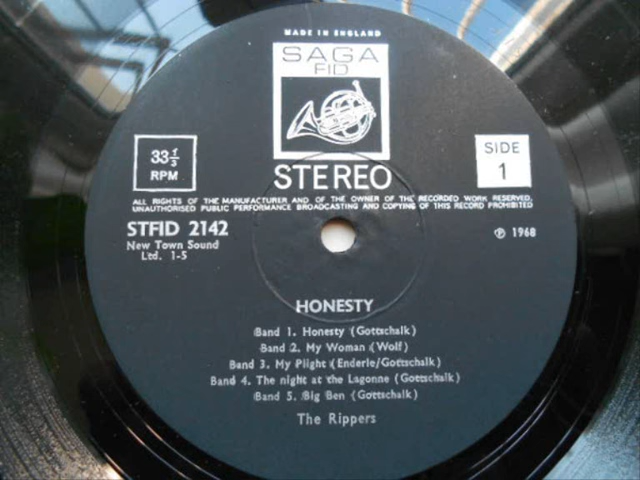 MADE IN ENGLAND
SAGA
FID
33⅓
RPM
STEREO
SIDE
1
ALL RIGHTS OF THE MANUFACTURER AND OF THE OWNER OF THE RECORDED WORK RESERVED.
UNAUTHORISED PUBLIC PERFORMANCE BROADCASTING AND COPYING OF THIS RECORD PROHIBITED
STFID 2142
New Town Sound
Ltd. 1-5
℗ 1968
HONESTY
Band 1. Honesty (Gottschalk)
Band 2. My Woman (Wolf)
Band 3. My Plight (Enderle/Gottschalk)
Band 4. The night at the Lagonne (Gottschalk)
Band 5. Big Ben (Gottschalk)
The Rippers